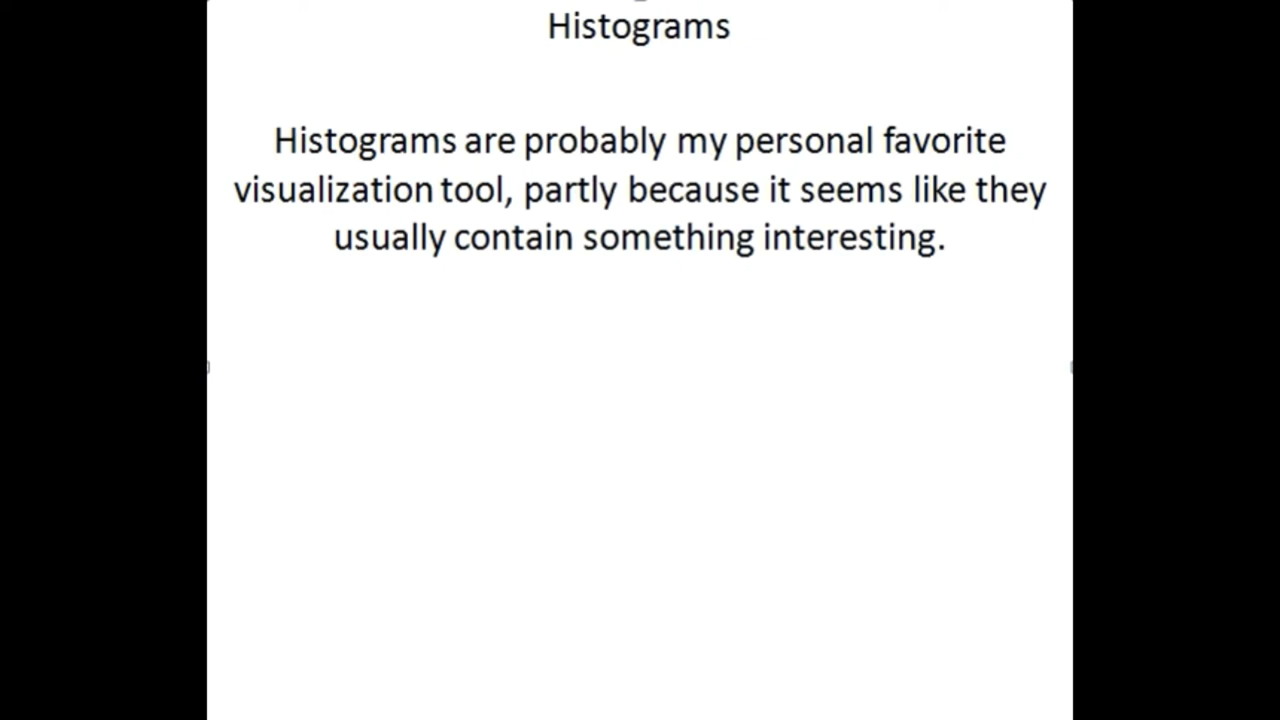 Histograms
Histograms are probably my personal favorite
visualization tool, partly because it seems like they
usually contain something interesting.